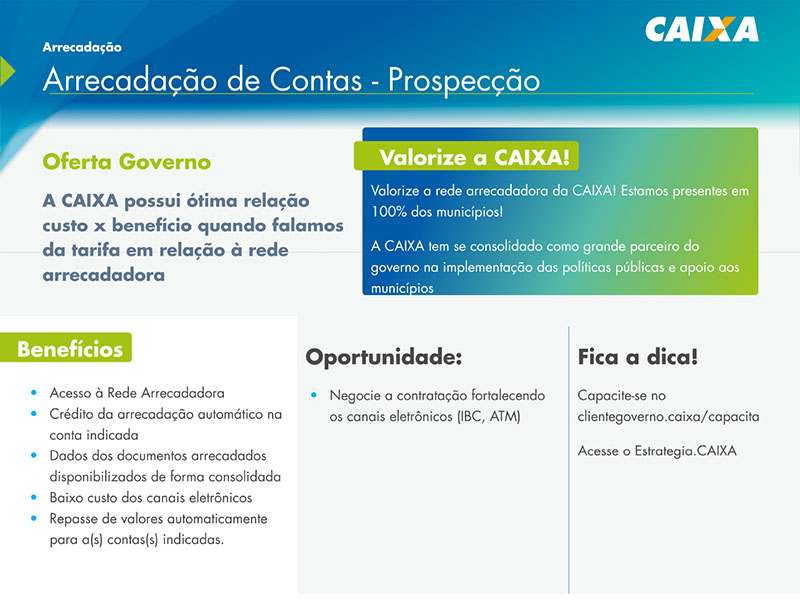 CAIXA
Arrecadação
Arrecadação de Contas - Prospecção
Oferta Governo
A CAIXA possui ótima relação
custo x benefício quando falamos
da tarifa em relação à rede
arrecadadora
Valorize a CAIXA!
Valorize a rede arrecadadora da CAIXA! Estamos presentes em
100% dos municípios!
A CAIXA tem se consolidado como grande parceiro do
governo na implementação das políticas públicas e apoio aos
municípios
Benefícios
• Acesso à Rede Arrecadadora
• Crédito da arrecadação automático na
conta indicada
• Dados dos documentos arrecadados
disponibilizados de forma consolidada
• Baixo custo dos canais eletrônicos
• Repasse de valores automaticamente
para a(s) contas(s) indicadas.
Oportunidade:
• Negocie a contratação fortalecendo
os canais eletrônicos (IBC, ATM)
Fica a dica!
Capacite-se no
clientegoverno.caixa/capacita
Acesse o Estrategia.CAIXA